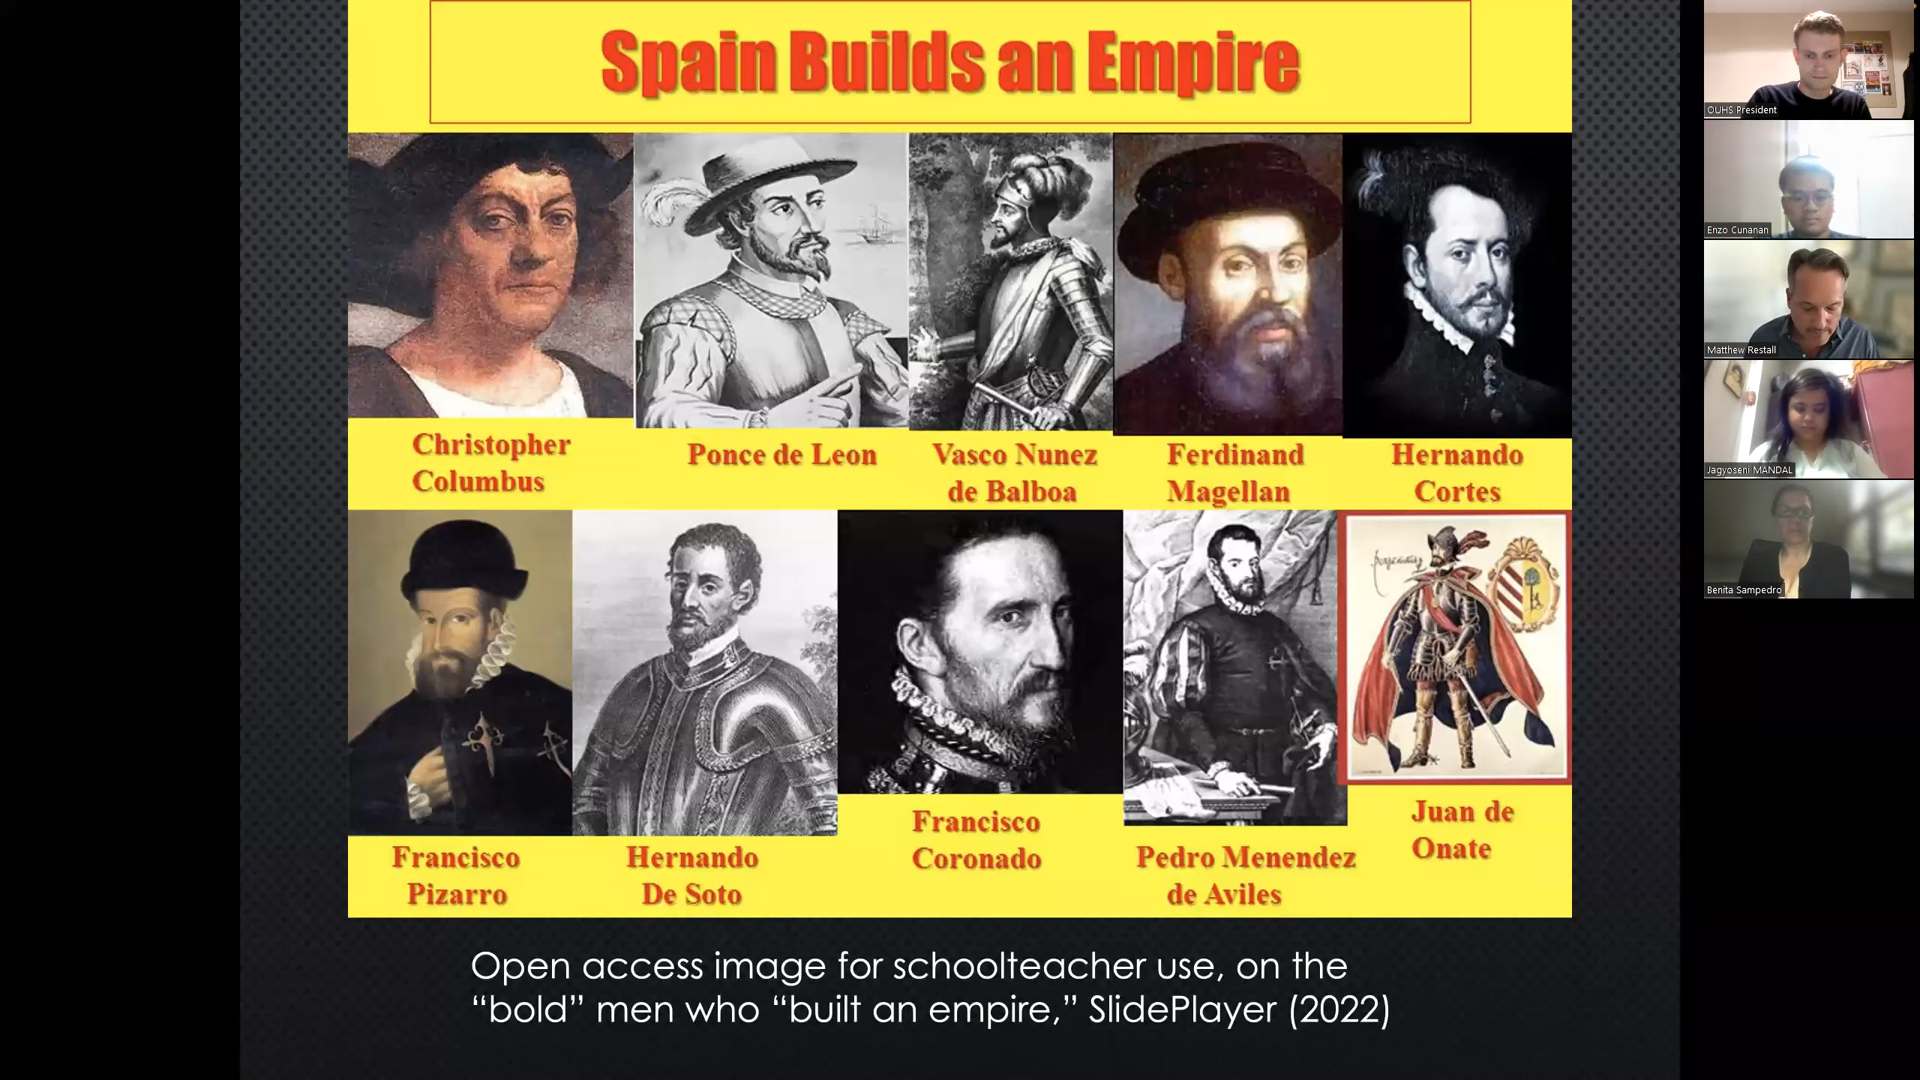 Spain Builds an Empire
Christopher
Columbus
Ponce de Leon
Vasco Nunez
de Balboa
Ferdinand
Magellan
Hernando
Cortes
Francisco
Pizarro
Hernando
De Soto
Francisco
Coronado
Pedro Menendez
de Aviles
Juan de
Onate
Open access image for schoolteacher use, on the
“bold” men who “built an empire,” SlidePlayer (2022)
OUHS President
Enzo Cunanan
Matthew Restall
Jagyoseni MANDAL
Benita Sampedro